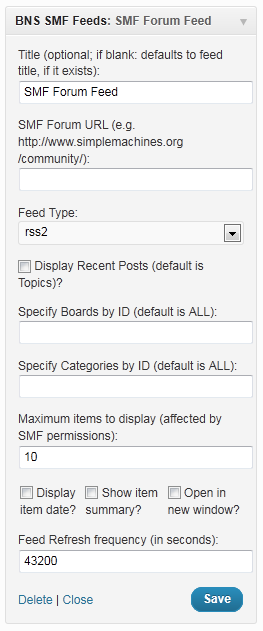 BNS SMF Feeds: SMF Forum Feed
Title (optional; if blank: defaults to feed
title, if it exists):
SMF Forum Feed
SMF Forum URL (e.g.
http://www.simplemachines.org
/community/):
Feed Type:
rss2
Display Recent Posts (default is
Topics)?
Specify Boards by ID (default is ALL):
Specify Categories by ID (default is ALL):
Maximum items to display (affected by
SMF permissions):
10
Display item date?
Show item summary?
Open in new window?
Feed Refresh frequency (in seconds):
43200
Delete | Close
Save